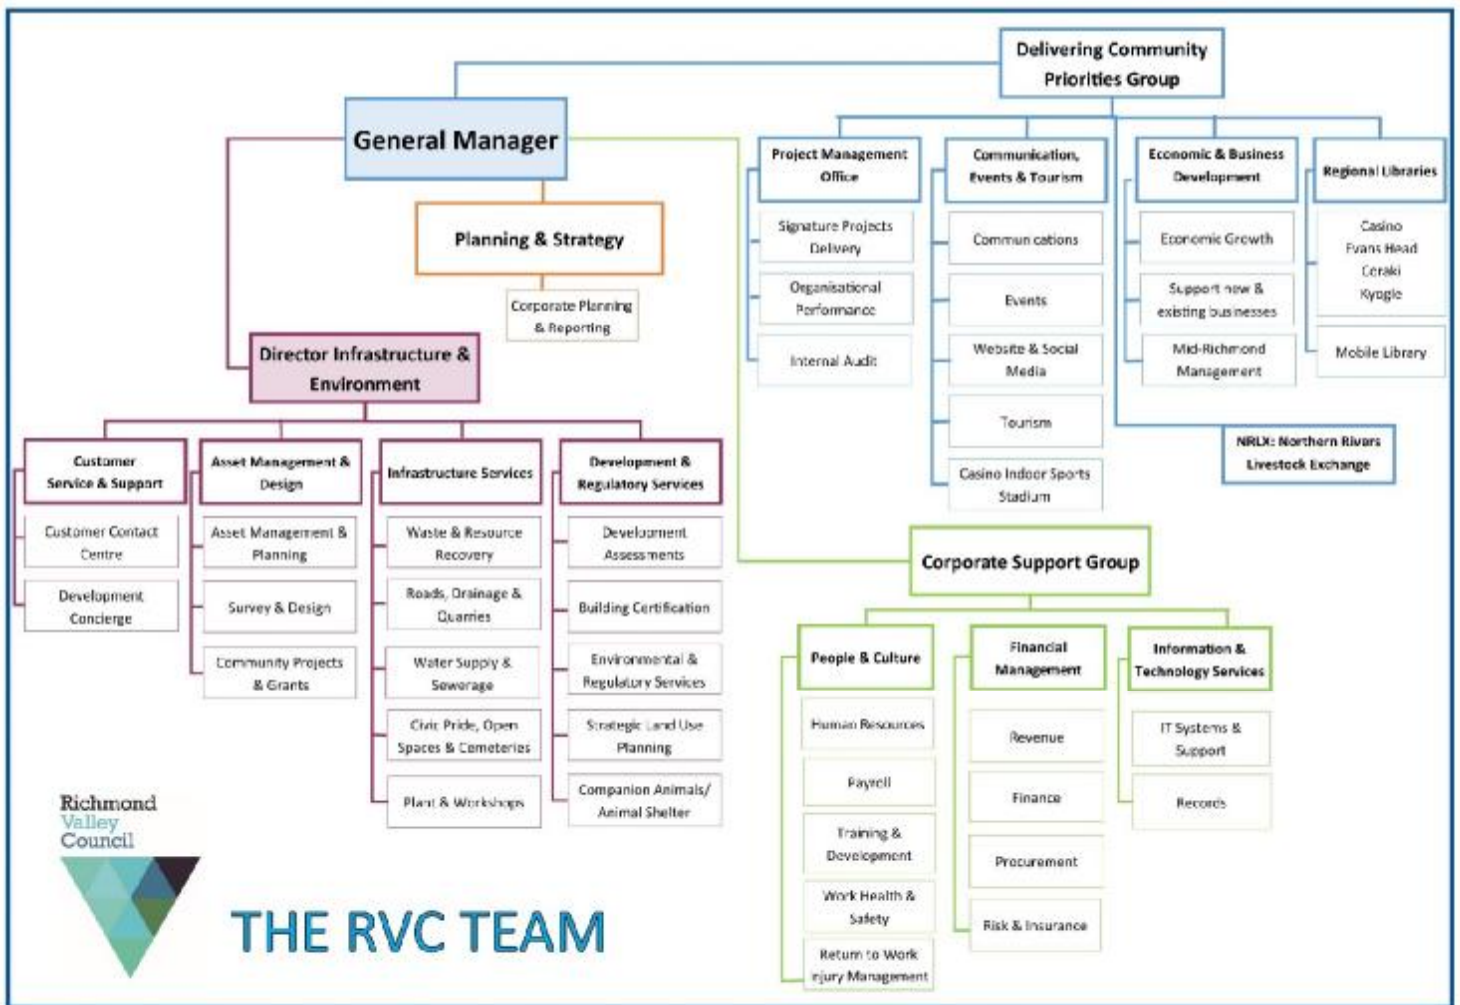 Delivering Community
Priorities Group
General Manager
Project Management
Office
Communication,
Events & Tourism
Economic & Business
Development
Regional Libraries
Signature Projects
Delivery
Organisational
Performance
Internal Audit
Communications
Events
Website & Social
Media
Tourism
Casino Indoor Sports
Stadium
Economic Growth
Support new &
existing businesses
Mid-Richmond
Management
Casino
Evans Head
Coraki
Kyogle
Mobile Library
NRLX: Northern Rivers
Livestock Exchange
Planning & Strategy
Corporate Planning
& Reporting
Director Infrastructure &
Environment
Customer
Service & Support
Customer Contact
Centre
Development
Concierge
Asset Management &
Design
Asset Management &
Planning
Survey & Design
Community Projects
& Grants
Infrastructure Services
Waste & Resource
Recovery
Roads, Drainage &
Quarries
Water Supply &
Sewerage
Civic Pride, Open
Spaces & Cemeteries
Plant & Workshops
Development &
Regulatory Services
Development
Assessments
Building Certification
Environmental &
Regulatory Services
Strategic Land Use
Planning
Companion Animals/
Animal Shelter
Corporate Support Group
People & Culture
Human Resources
Payroll
Training &
Development
Work Health &
Safety
Return to Work
Injury Management
Financial
Management
Revenue
Finance
Procurement
Risk & Insurance
Information &
Technology Services
IT Systems &
Support
Records
Richmond
Valley
Council
THE RVC TEAM